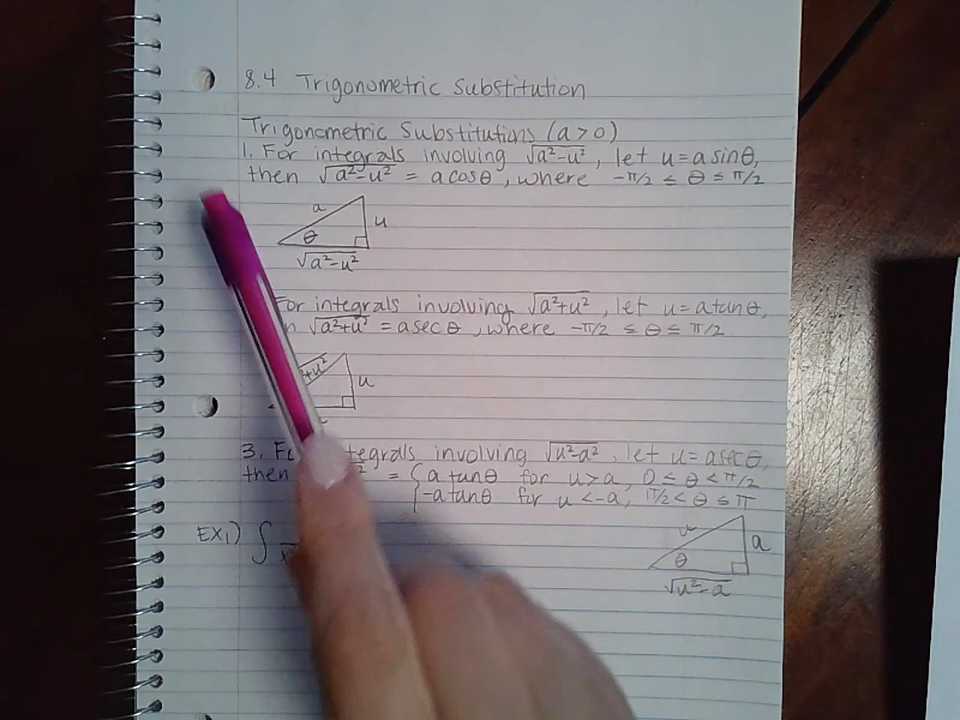 8.4 Trigonometric Substitution
Trigonometric Substitutions (a>0)
1. For integrals involving √a²-u², let u=a sinθ,
then √a²-u² = a cosθ, where -π/2 ≤ θ ≤ π/2
a
θ
u
√a²-u²
For integrals involving √a²+u², let u=a tanθ,
√a²+u² = a sec θ, where -π/2 ≤ θ ≤ π/2
+u²
u
3. integrals involving √u²-a², let u= a secθ,
then = { a tanθ for u>a, 0 ≤ θ < π/2
-a tanθ for u <-a, π/2 < θ ≤ π
EX1) ∫
u
a
θ
√u²-a